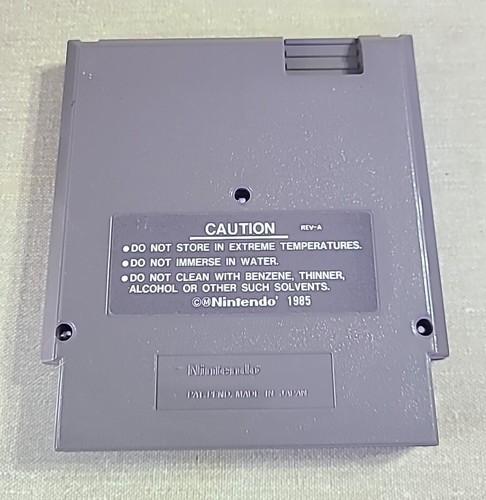 CAUTION REV-A
● DO NOT STORE IN EXTREME TEMPERATURES.
● DO NOT IMMERSE IN WATER.
● DO NOT CLEAN WITH BENZENE, THINNER,
ALCOHOL OR OTHER SUCH SOLVENTS.
©ⓂNintendo® 1985
Nintendo
PAT. PEND. MADE IN JAPAN